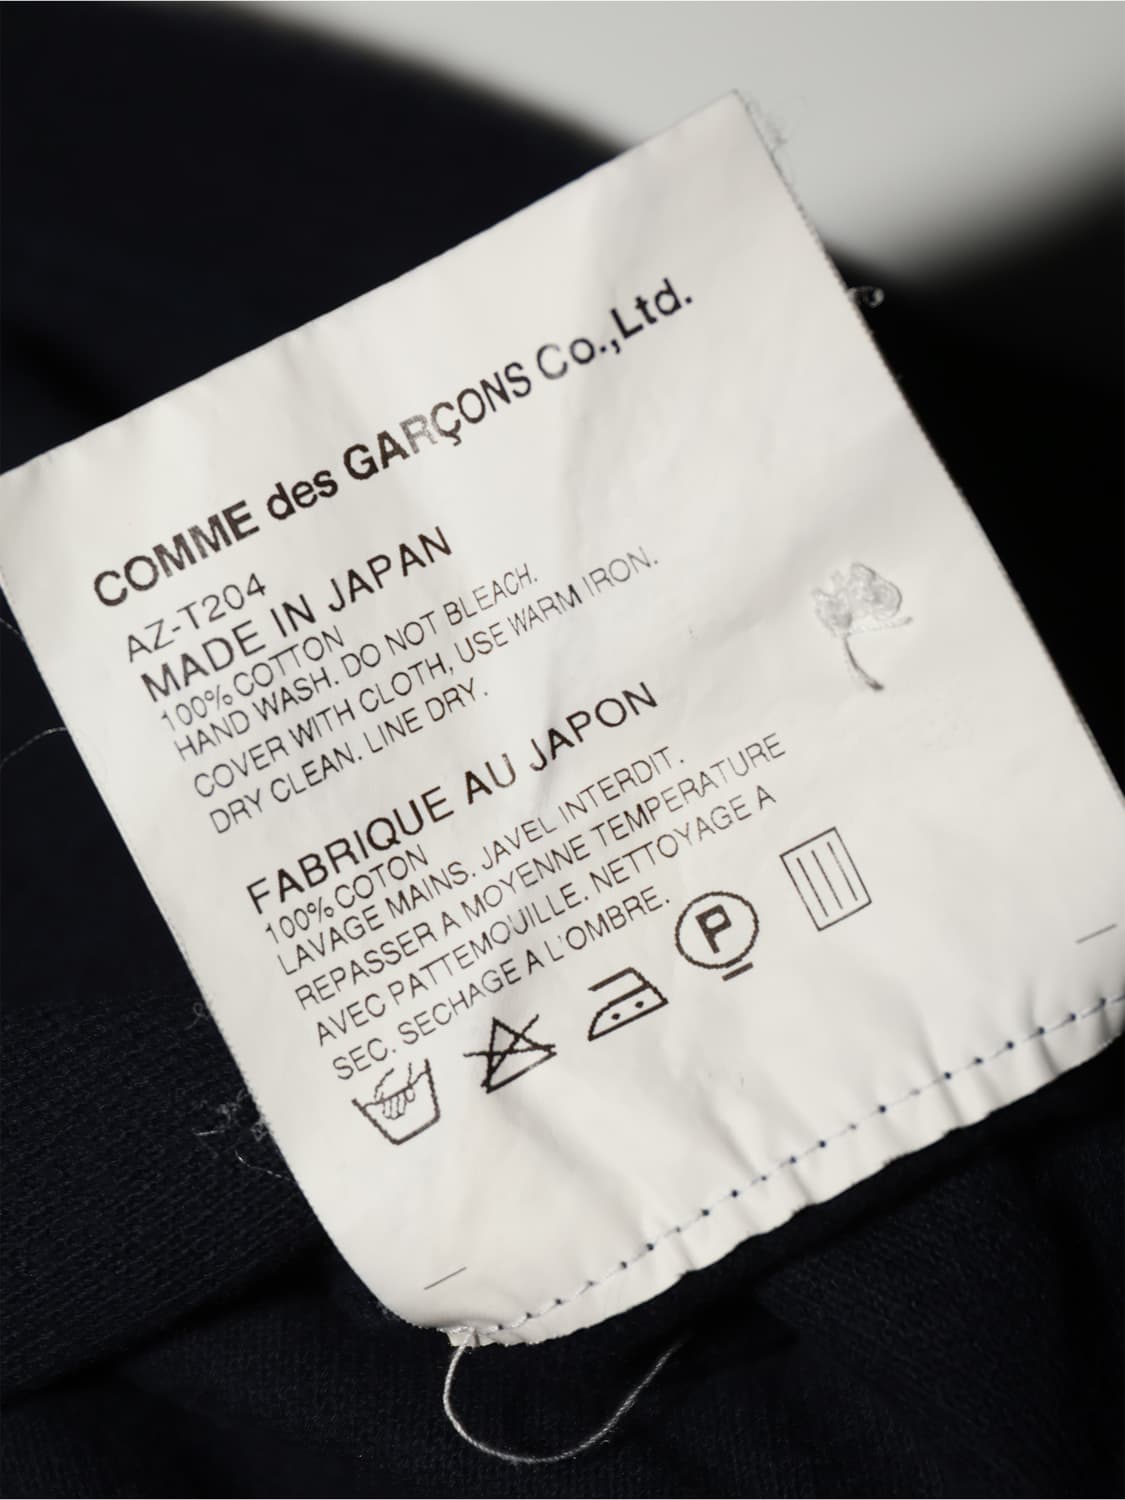 COMME des GARÇONS Co.,Ltd.
AZ-T204
MADE IN JAPAN
100% COTTON
HAND WASH. DO NOT BLEACH.
COVER WITH CLOTH, USE WARM IRON.
DRY CLEAN. LINE DRY.
FABRIQUE AU JAPON
100% COTON
LAVAGE MAINS. JAVEL INTERDIT.
REPASSER A MOYENNE TEMPERATURE
AVEC PATTEMOUILLE. NETTOYAGE A
SEC. SECHAGE A L'OMBRE.
P